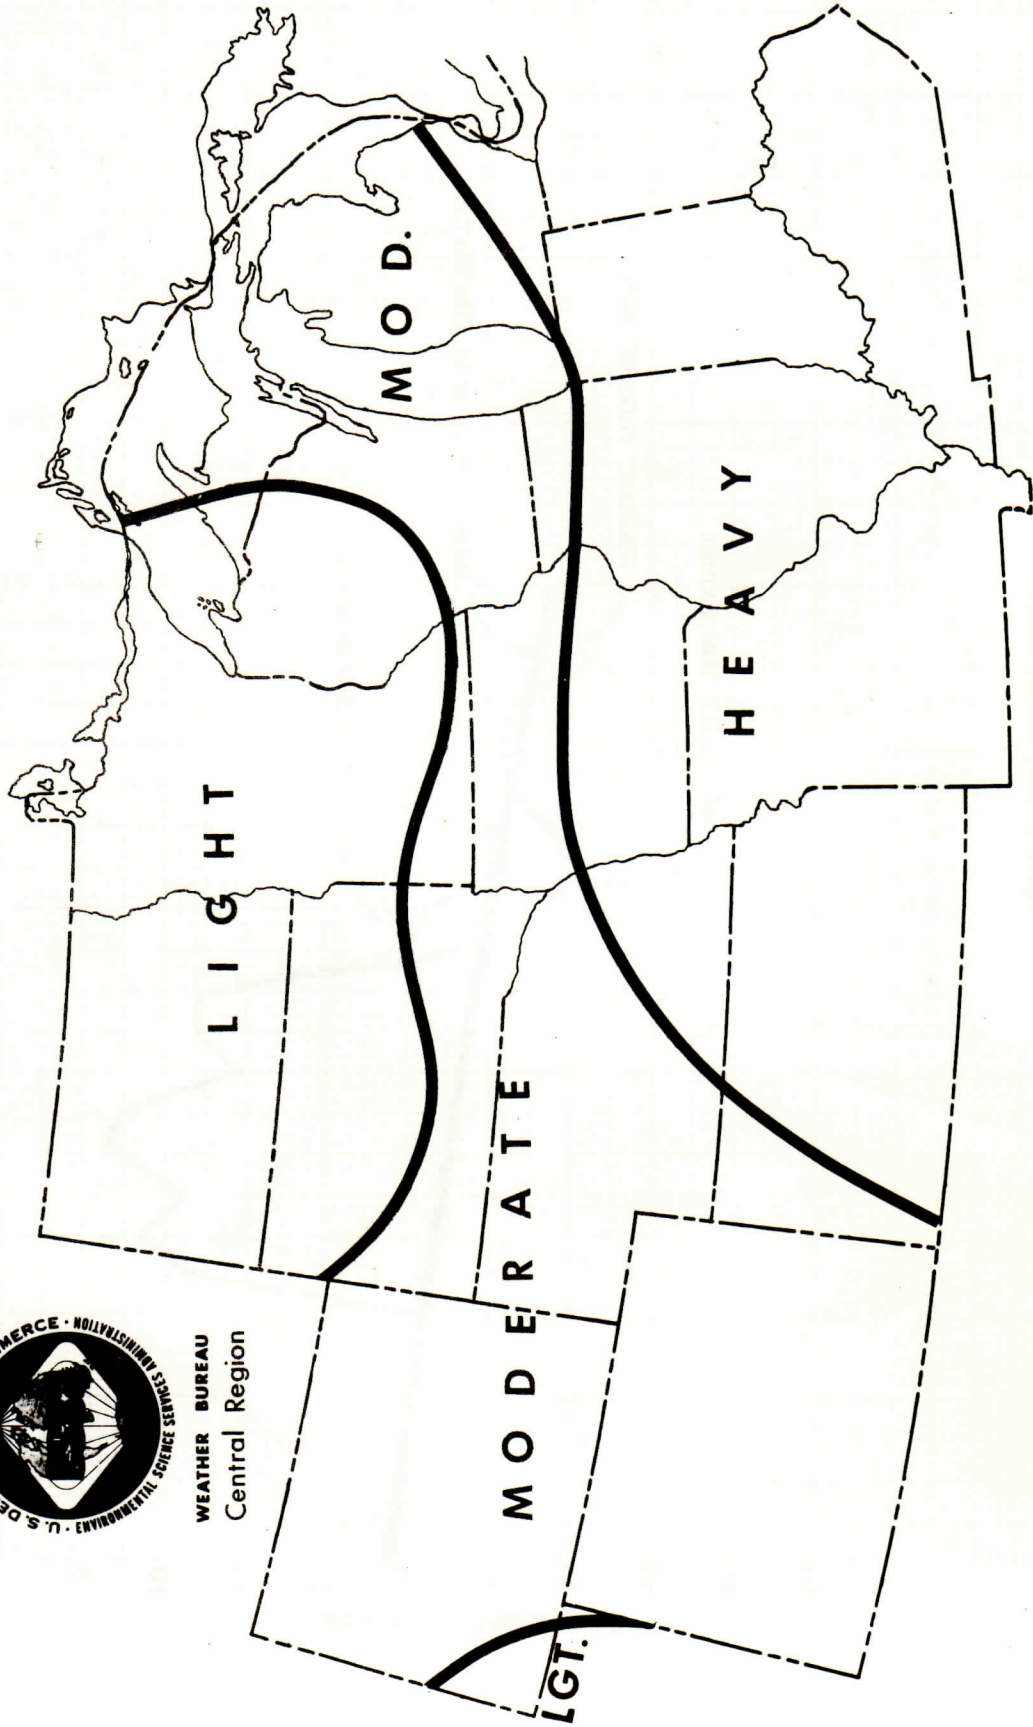 U.S. DE
MERCE · ENVIRONMENTAL SCIENCE SERVICES ADMINISTRATION ·
WEATHER BUREAU
Central Region
LIGHT
MOD.
MODERATE
HEAVY
LGT.